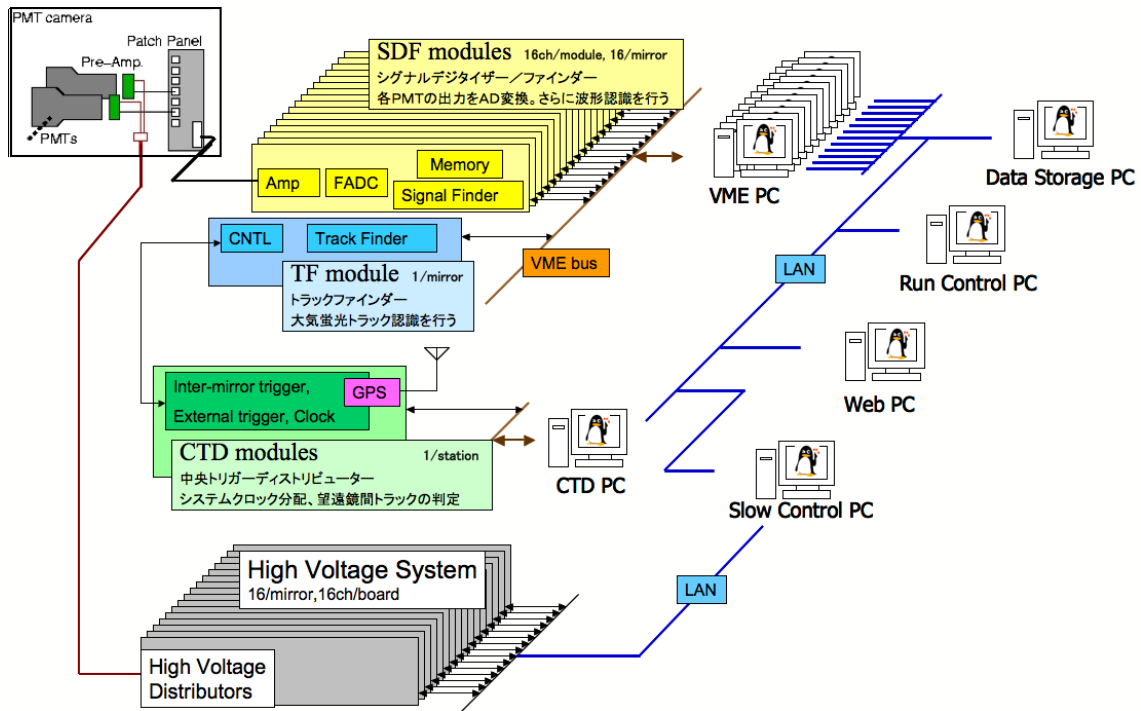 PMT camera
Patch Panel
Pre-Amp.
PMTs
SDF modules 16ch/module, 16/mirror
シグナルデジタイザー／ファインダー
各PMTの出力をAD変換。さらに波形認識を行う
Memory
Amp
FADC
Signal Finder
VME PC
Data Storage PC
CNTL
Track Finder
VME bus
TF module 1/mirror
トラックファインダー
大気蛍光トラック認識を行う
LAN
Run Control PC
Inter-mirror trigger,
GPS
External trigger, Clock
Web PC
CTD modules 1/station
中央トリガーディストリビューター
システムクロック分配、望遠鏡間トラックの判定
CTD PC
Slow Control PC
High Voltage System
16/mirror,16ch/board
LAN
High Voltage
Distributors